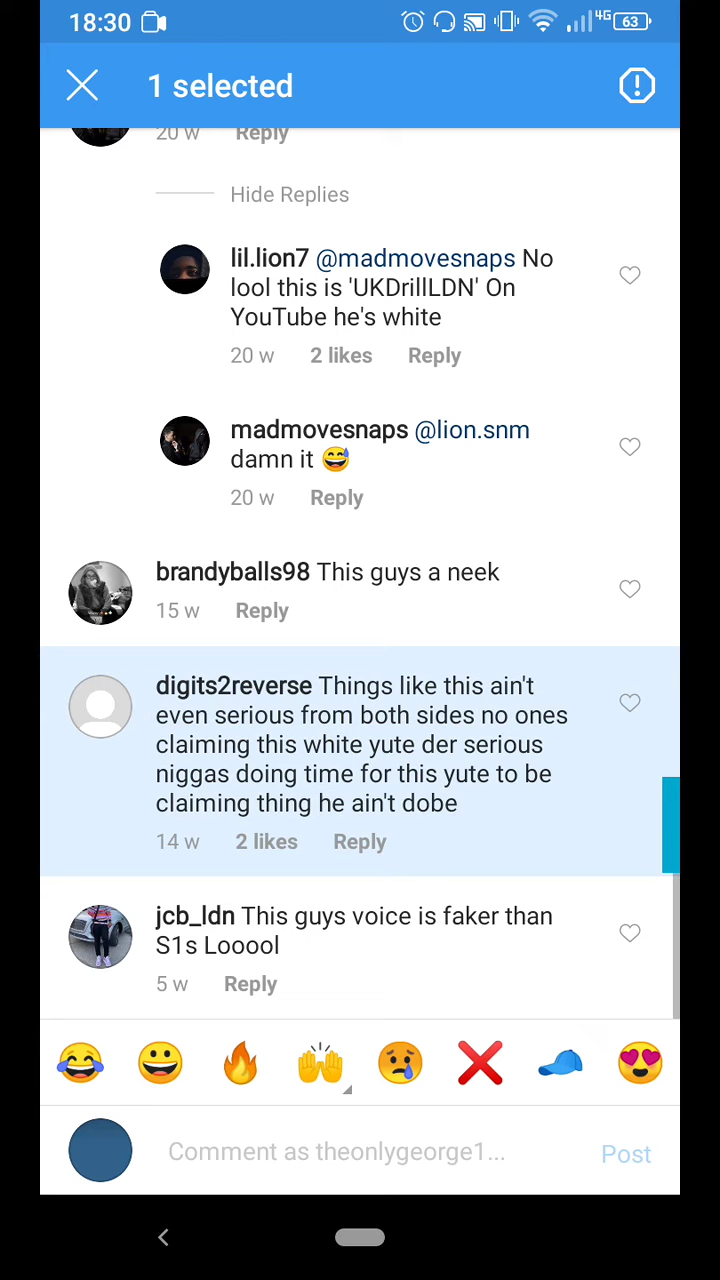 18:30 4G 63
1 selected
20 w Reply
Hide Replies
lil.lion7 @madmovesnaps No
lool this is 'UKDrillLDN' On
YouTube he's white
20 w 2 likes Reply
madmovesnaps @lion.snm
damn it 😅
20 w Reply
brandyballs98 This guys a neek
15 w Reply
digits2reverse Things like this ain't
even serious from both sides no ones
claiming this white yute der serious
niggas doing time for this yute to be
claiming thing he ain't dobe
14 w 2 likes Reply
jcb_ldn This guys voice is faker than
S1s Looool
5 w Reply
Comment as theonlygeorge1... Post